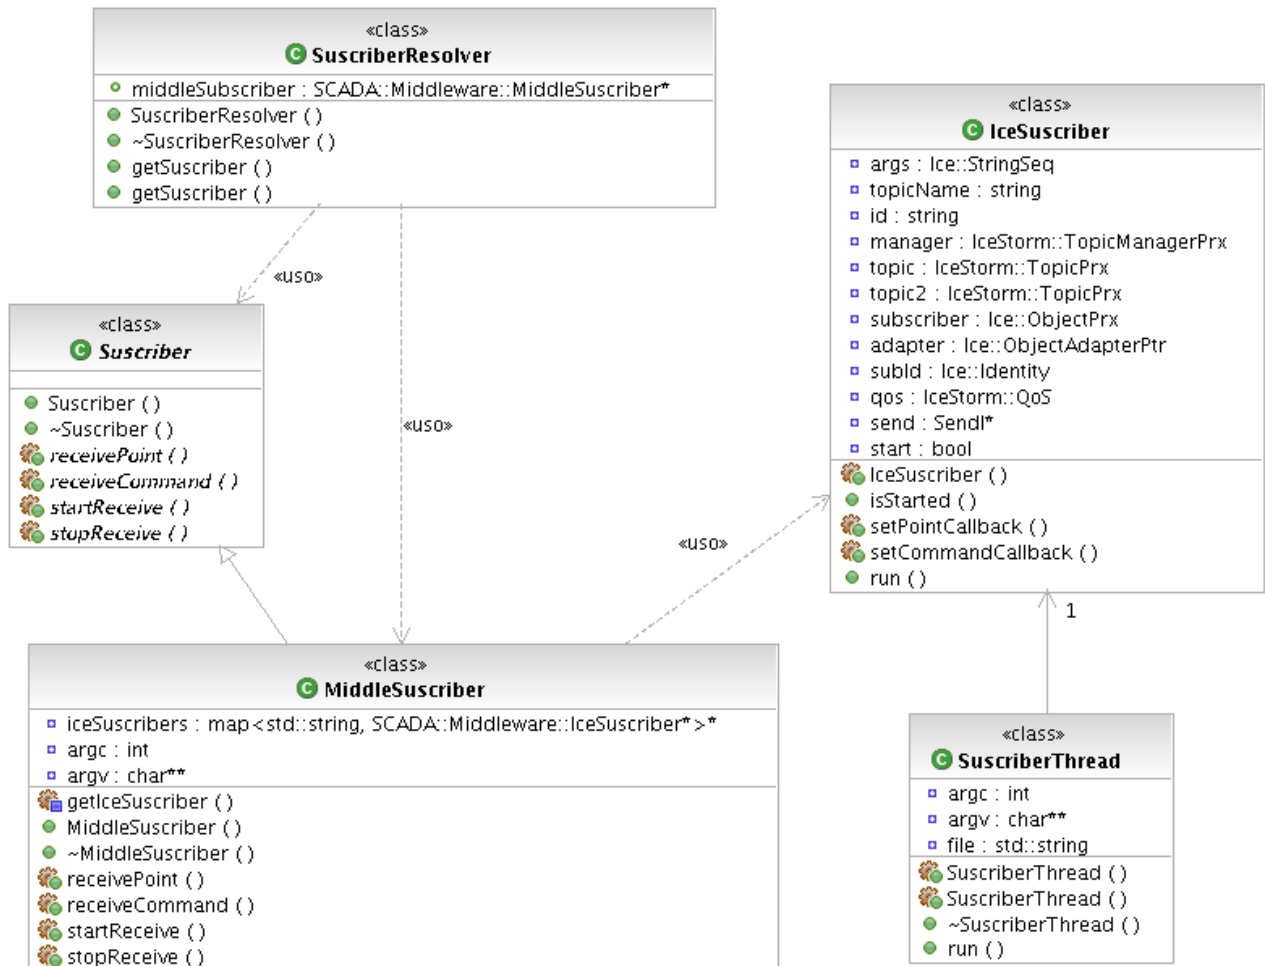 «class»
SuscriberResolver
middleSubscriber : SCADA::Middleware::MiddleSuscriber*
SuscriberResolver ( )
~SuscriberResolver ( )
getSuscriber ( )
getSuscriber ( )
«class»
IceSuscriber
args : Ice::StringSeq
topicName : string
id : string
manager : IceStorm::TopicManagerPrx
topic : IceStorm::TopicPrx
topic2 : IceStorm::TopicPrx
subscriber : Ice::ObjectPrx
adapter : Ice::ObjectAdapterPtr
subId : Ice::Identity
qos : IceStorm::QoS
send : SendI*
start : bool
IceSuscriber ( )
isStarted ( )
setPointCallback ( )
setCommandCallback ( )
run ( )
«uso»
«class»
Suscriber
Suscriber ( )
~Suscriber ( )
receivePoint ( )
receiveCommand ( )
startReceive ( )
stopReceive ( )
«uso»
«uso»
1
«class»
MiddleSuscriber
iceSuscribers : map<std::string, SCADA::Middleware::IceSuscriber*>*
argc : int
argv : char**
getIceSuscriber ( )
MiddleSuscriber ( )
~MiddleSuscriber ( )
receivePoint ( )
receiveCommand ( )
startReceive ( )
stopReceive ( )
«class»
SuscriberThread
argc : int
argv : char**
file : std::string
SuscriberThread ( )
SuscriberThread ( )
~SuscriberThread ( )
run ( )